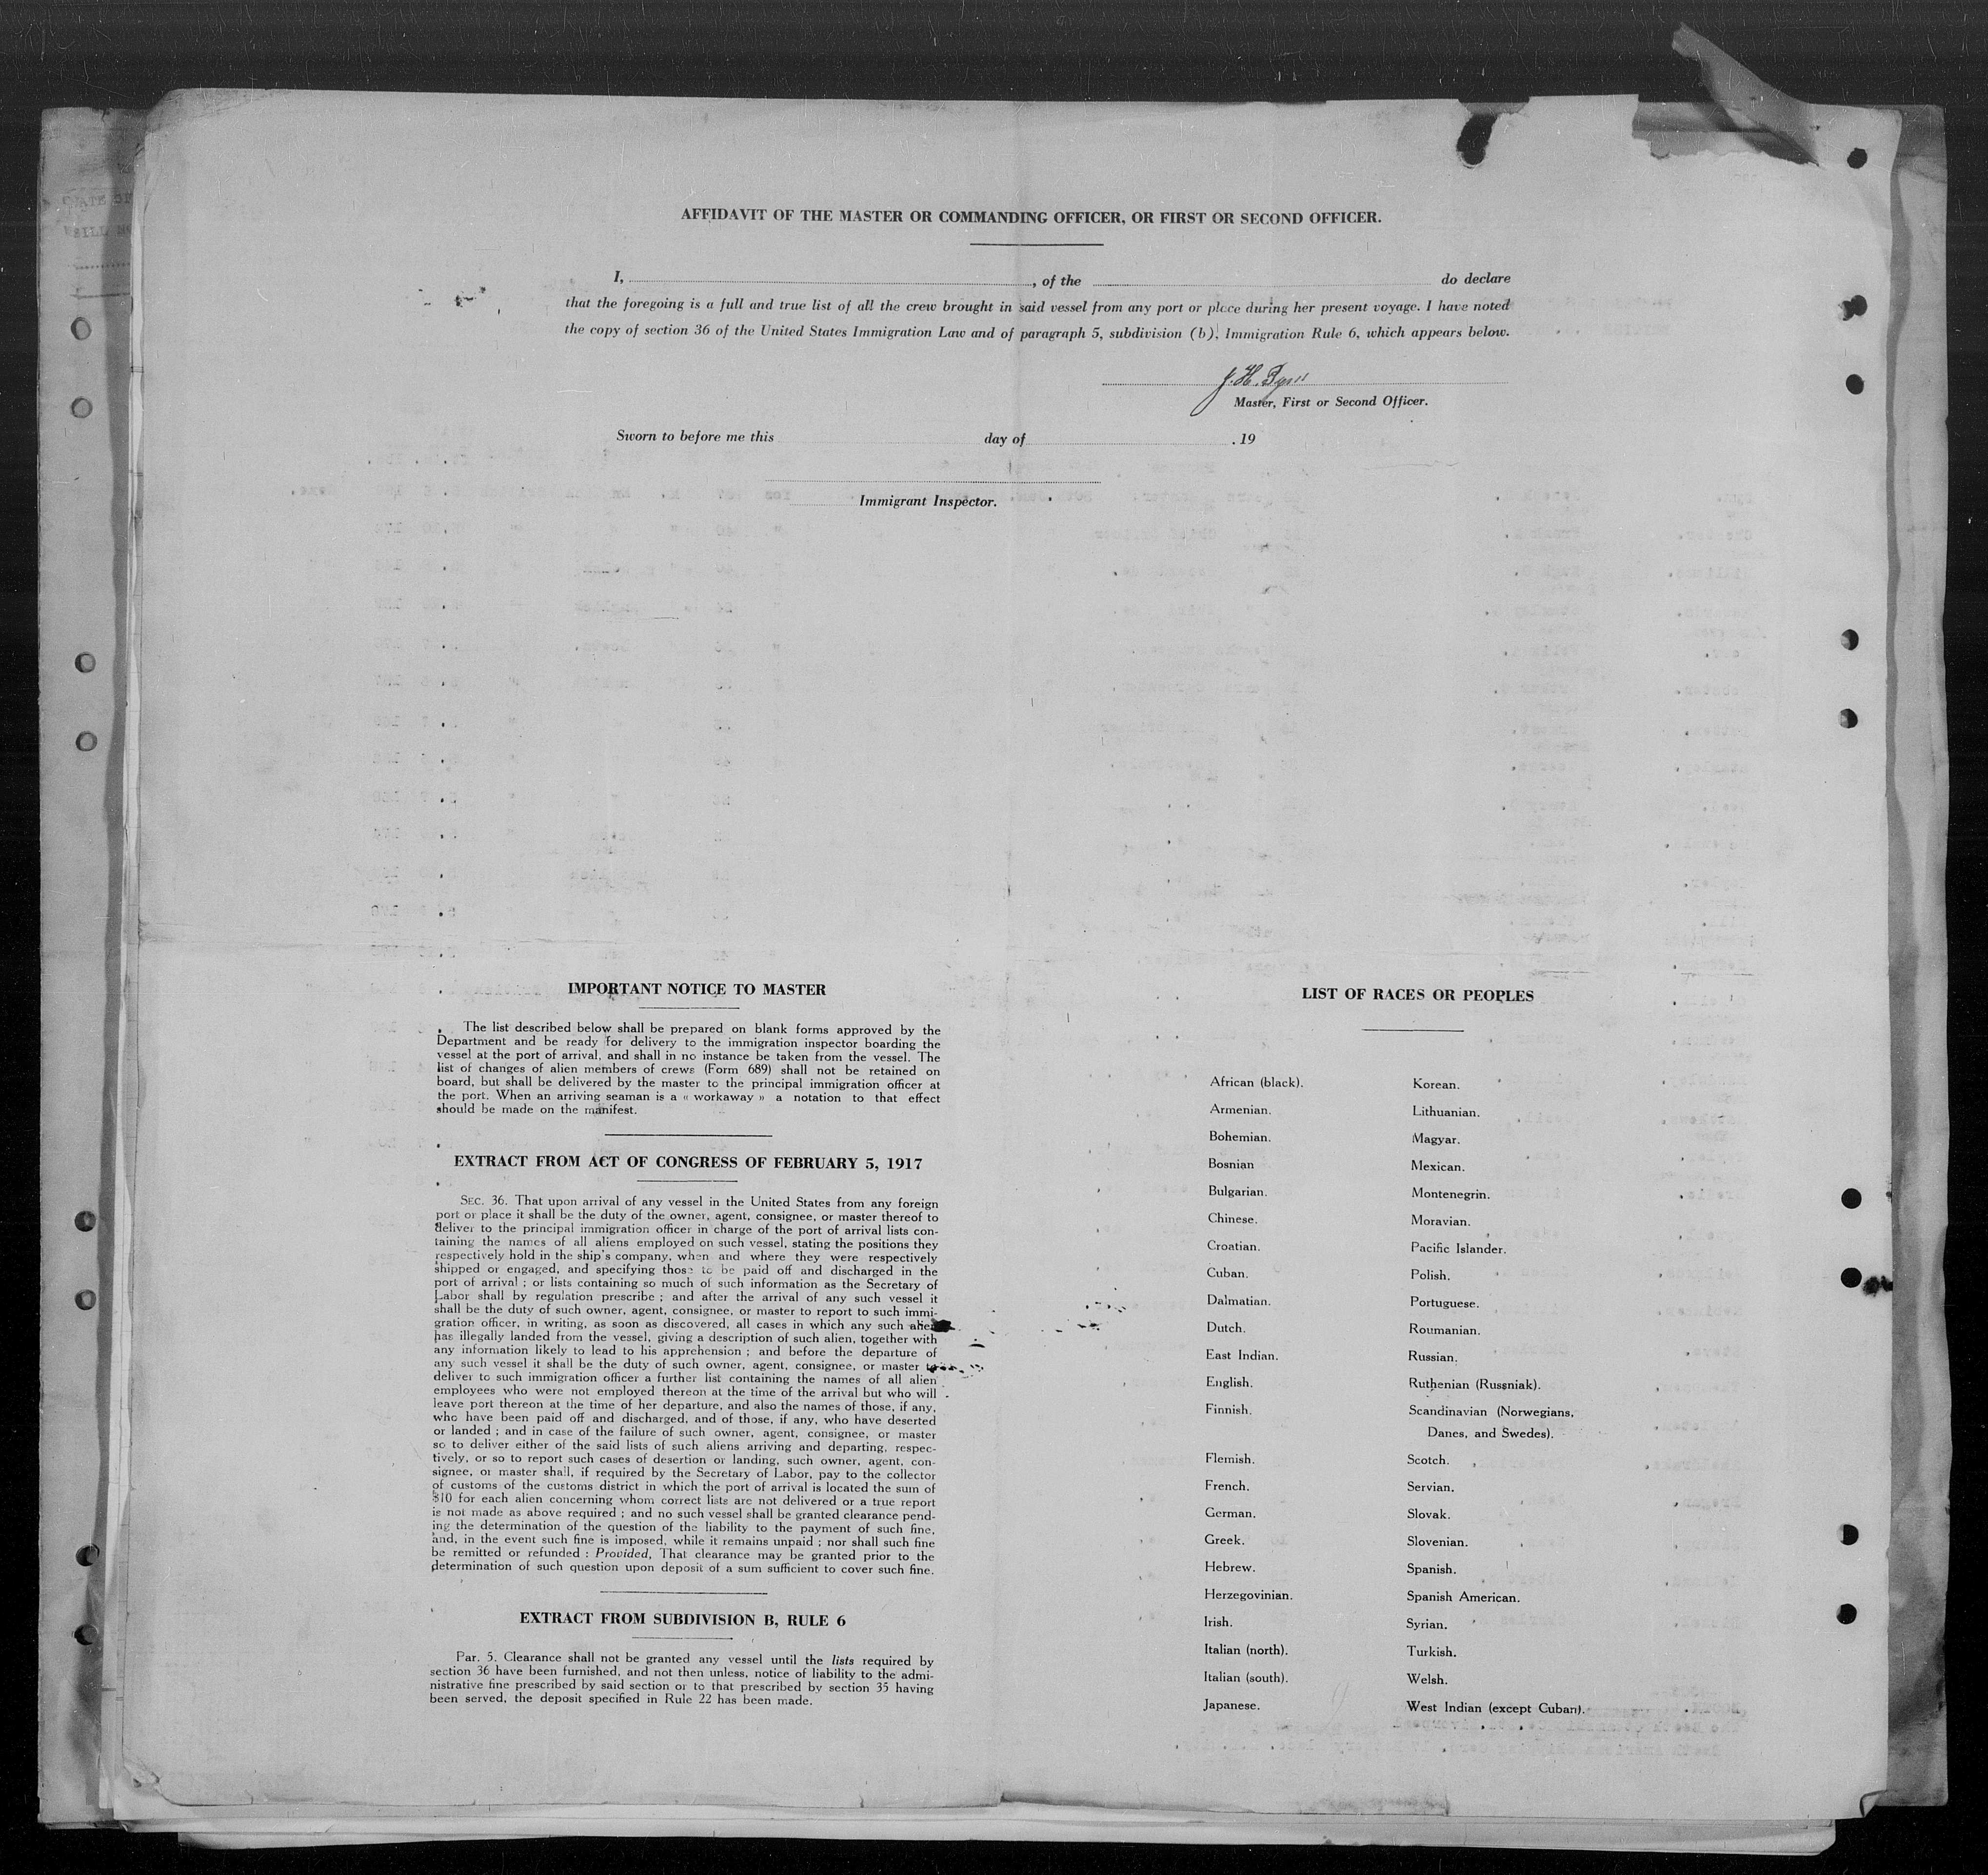 AFFIDAVIT OF THE MASTER OR COMMANDING OFFICER, OR FIRST OR SECOND OFFICER.
I, , of the do declare
that the foregoing is a full and true list of all the crew brought in said vessel from any port or place during her present voyage. I have noted
the copy of section 36 of the United States Immigration Law and of paragraph 5, subdivision (b), Immigration Rule 6, which appears below.
J. H.
Master, First or Second Officer.
Sworn to before me this day of , 19
Immigrant Inspector.
IMPORTANT NOTICE TO MASTER
The list described below shall be prepared on blank forms approved by the
Department and be ready for delivery to the immigration inspector boarding the
vessel at the port of arrival, and shall in no instance be taken from the vessel. The
list of changes of alien members of crews (Form 689) shall not be retained on
board, but shall be delivered by the master to the principal immigration officer at
the port. When an arriving seaman is a « workaway » a notation to that effect
should be made on the manifest.
EXTRACT FROM ACT OF CONGRESS OF FEBRUARY 5, 1917
SEC. 36. That upon arrival of any vessel in the United States from any foreign
port or place it shall be the duty of the owner, agent, consignee, or master thereof to
deliver to the principal immigration officer in charge of the port of arrival lists con-
taining the names of all aliens employed on such vessel, stating the positions they
respectively hold in the ship's company, when and where they were respectively
shipped or engaged, and specifying those to be paid off and discharged in the
port of arrival ; or lists containing so much of such information as the Secretary of
Labor shall by regulation prescribe ; and after the arrival of any such vessel it
shall be the duty of such owner, agent, consignee, or master to report to such immi-
gration officer, in writing, as soon as discovered, all cases in which any such alien
has illegally landed from the vessel, giving a description of such alien, together with
any information likely to lead to his apprehension ; and before the departure of
any such vessel it shall be the duty of such owner, agent, consignee, or master to
deliver to such immigration officer a further list containing the names of all alien
employees who were not employed thereon at the time of the arrival but who will
leave port thereon at the time of her departure, and also the names of those, if any,
who have been paid off and discharged, and of those, if any, who have deserted
or landed ; and in case of the failure of such owner, agent, consignee, or master
so to deliver either of the said lists of such aliens arriving and departing, respec-
tively, or so to report such cases of desertion or landing, such owner, agent, con-
signee, or master shall, if required by the Secretary of Labor, pay to the collector
of customs of the customs district in which the port of arrival is located the sum of
$10 for each alien concerning whom correct lists are not delivered or a true report
is not made as above required ; and no such vessel shall be granted clearance pend-
ing the determination of the question of the liability to the payment of such fine,
and, in the event such fine is imposed, while it remains unpaid ; nor shall such fine
be remitted or refunded : Provided, That clearance may be granted prior to the
determination of such question upon deposit of a sum sufficient to cover such fine.
EXTRACT FROM SUBDIVISION B, RULE 6
Par. 5. Clearance shall not be granted any vessel until the lists required by
section 36 have been furnished, and not then unless, notice of liability to the admi-
nistrative fine prescribed by said section or to that prescribed by section 35 having
been served, the deposit specified in Rule 22 has been made.
LIST OF RACES OR PEOPLES
African (black).
Armenian.
Bohemian.
Bosnian
Bulgarian.
Chinese.
Croatian.
Cuban.
Dalmatian.
Dutch.
East Indian.
English.
Finnish.
Flemish.
French.
German.
Greek.
Hebrew.
Herzegovinian.
Irish.
Italian (north).
Italian (south).
Japanese.
Korean.
Lithuanian.
Magyar.
Mexican.
Montenegrin.
Moravian.
Pacific Islander.
Polish.
Portuguese.
Roumanian.
Russian.
Ruthenian (Russniak).
Scandinavian (Norwegians,
Danes, and Swedes).
Scotch.
Servian.
Slovak.
Slovenian.
Spanish.
Spanish American.
Syrian.
Turkish.
Welsh.
West Indian (except Cuban).